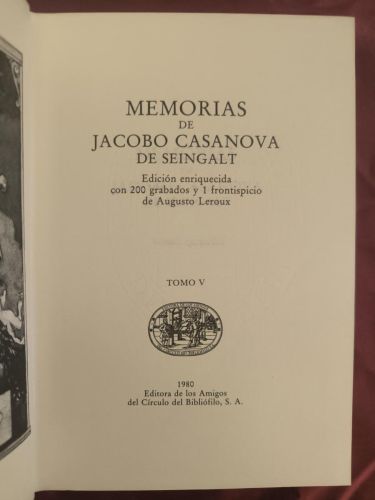 MEMORIAS
DE
JACOBO CASANOVA
DE SEINGALT
Edición enriquecida
con 200 grabados y 1 frontispicio
de Augusto Leroux
TOMO V
1980
Editora de los Amigos
del Círculo del Bibliófilo, S. A.